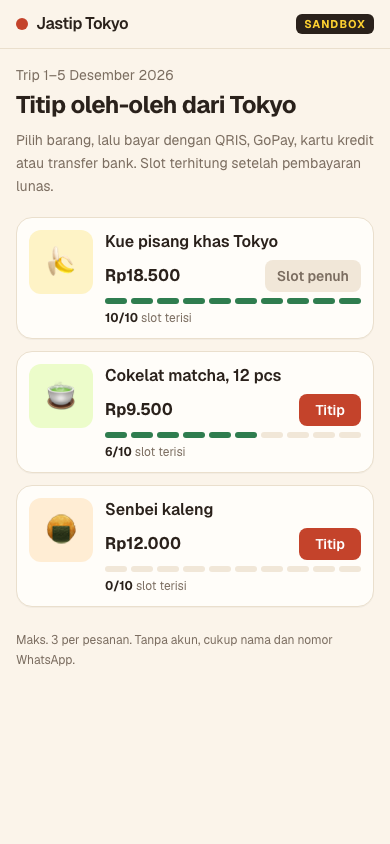 Jastip Tokyo
SANDBOX
Trip 1–5 Desember 2026
Titip oleh-oleh dari Tokyo
Pilih barang, lalu bayar dengan QRIS, GoPay, kartu kredit
atau transfer bank. Slot terhitung setelah pembayaran
lunas.
Kue pisang khas Tokyo
Rp18.500
Slot penuh
10/10 slot terisi
Cokelat matcha, 12 pcs
Rp9.500
Titip
6/10 slot terisi
Senbei kaleng
Rp12.000
Titip
0/10 slot terisi
Maks. 3 per pesanan. Tanpa akun, cukup nama dan nomor
WhatsApp.